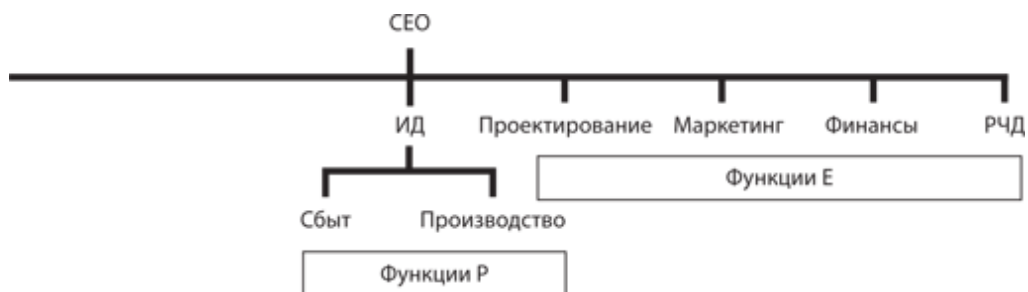 CEO
ИД
Проектирование
Маркетинг
Финансы
РЧД
Функции Е
Сбыт
Производство
Функции Р